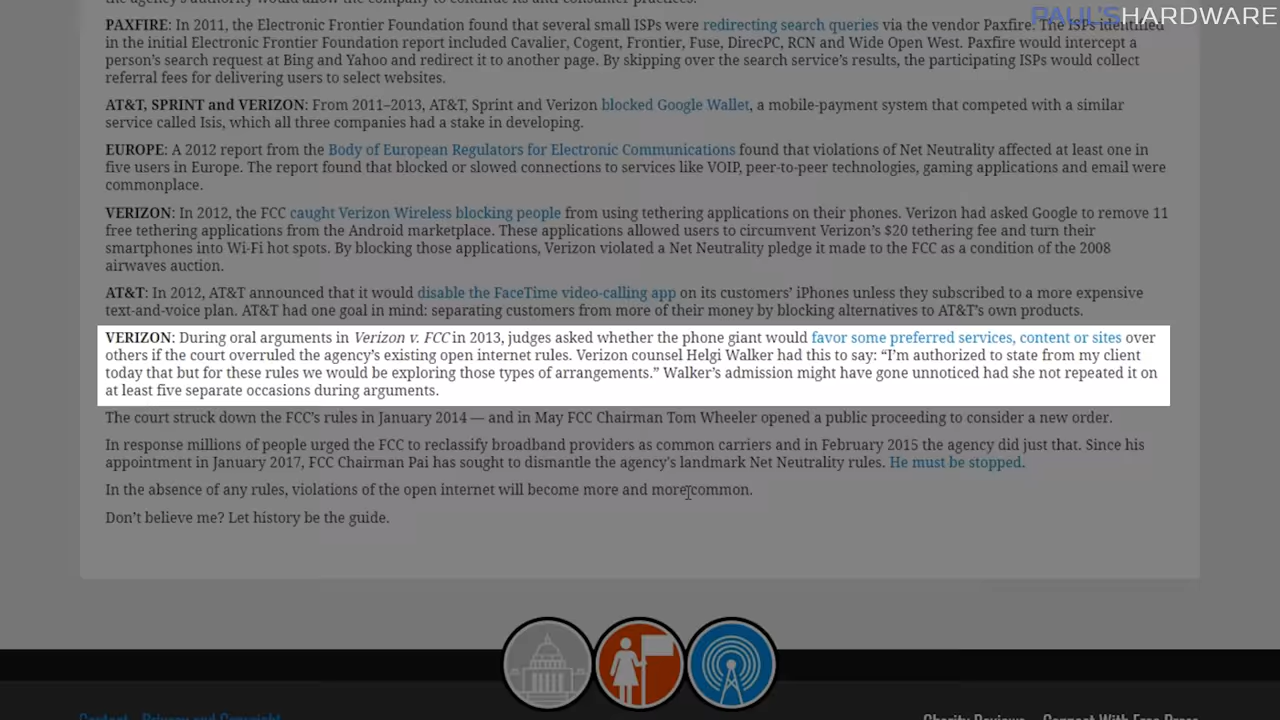 the agency's authority would allow the company to continue its anti-consumer practices.
PAUL'SHARDWARE
PAXFIRE: In 2011, the Electronic Frontier Foundation found that several small ISPs were redirecting search queries via the vendor Paxfire. The ISPs identified
in the initial Electronic Frontier Foundation report included Cavalier, Cogent, Frontier, Fuse, DirecPC, RCN and Wide Open West. Paxfire would intercept a
person's search request at Bing and Yahoo and redirect it to another page. By skipping over the search service's results, the participating ISPs would collect
referral fees for delivering users to select websites.
AT&T, SPRINT and VERIZON: From 2011–2013, AT&T, Sprint and Verizon blocked Google Wallet, a mobile-payment system that competed with a similar
service called Isis, which all three companies had a stake in developing.
EUROPE: A 2012 report from the Body of European Regulators for Electronic Communications found that violations of Net Neutrality affected at least one in
five users in Europe. The report found that blocked or slowed connections to services like VOIP, peer-to-peer technologies, gaming applications and email were
commonplace.
VERIZON: In 2012, the FCC caught Verizon Wireless blocking people from using tethering applications on their phones. Verizon had asked Google to remove 11
free tethering applications from the Android marketplace. These applications allowed users to circumvent Verizon's $20 tethering fee and turn their
smartphones into Wi-Fi hot spots. By blocking those applications, Verizon violated a Net Neutrality pledge it made to the FCC as a condition of the 2008
airwaves auction.
AT&T: In 2012, AT&T announced that it would disable the FaceTime video-calling app on its customers' iPhones unless they subscribed to a more expensive
text-and-voice plan. AT&T had one goal in mind: separating customers from more of their money by blocking alternatives to AT&T's own products.
VERIZON: During oral arguments in Verizon v. FCC in 2013, judges asked whether the phone giant would favor some preferred services, content or sites over
others if the court overruled the agency's existing open internet rules. Verizon counsel Helgi Walker had this to say: “I'm authorized to state from my client
today that but for these rules we would be exploring those types of arrangements.” Walker's admission might have gone unnoticed had she not repeated it on
at least five separate occasions during arguments.
The court struck down the FCC's rules in January 2014 — and in May FCC Chairman Tom Wheeler opened a public proceeding to consider a new order.
In response millions of people urged the FCC to reclassify broadband providers as common carriers and in February 2015 the agency did just that. Since his
appointment in January 2017, FCC Chairman Pai has sought to dismantle the agency's landmark Net Neutrality rules. He must be stopped.
In the absence of any rules, violations of the open internet will become more and more common.
Don't believe me? Let history be the guide.
Contact Privacy and Copyright Charity Reviews Connect With Free Press